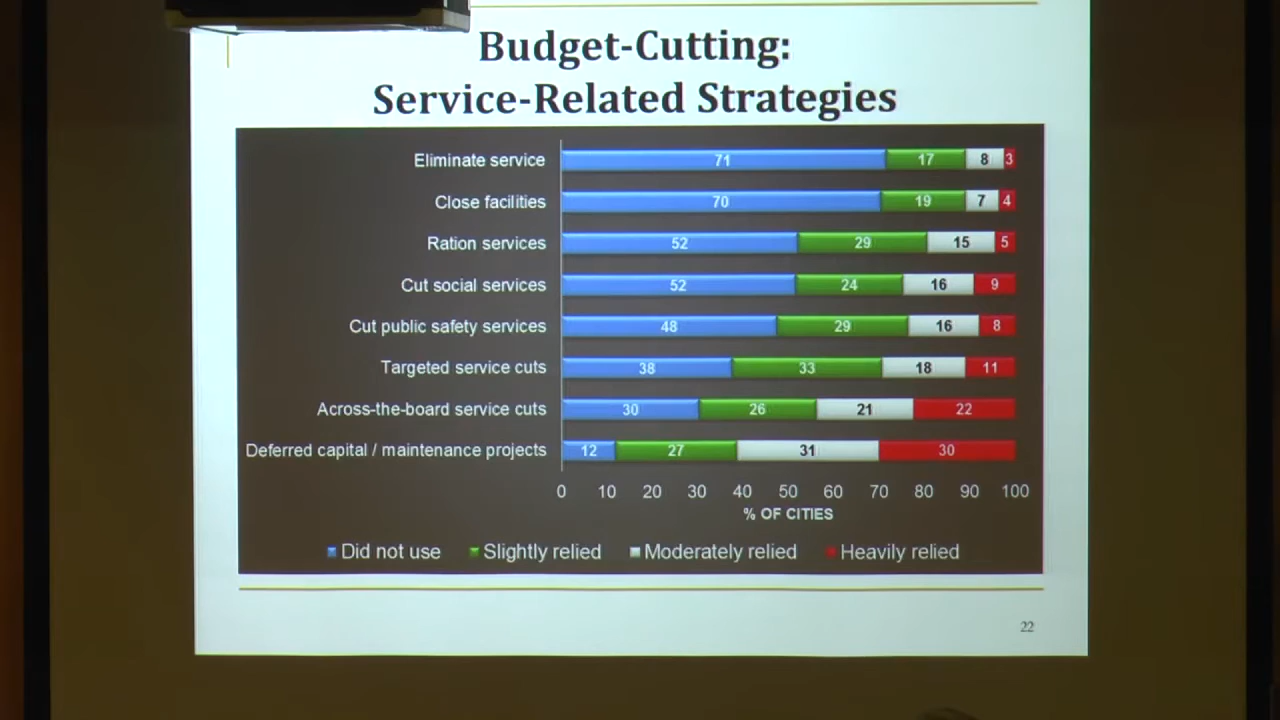 Budget-Cutting:
Service-Related Strategies
Eliminate service 71 17 8 3
Close facilities 70 19 7 4
Ration services 52 29 15 5
Cut social services 52 24 16 9
Cut public safety services 48 29 16 8
Targeted service cuts 38 33 18 11
Across-the-board service cuts 30 26 21 22
Deferred capital / maintenance projects 12 27 31 30
0 10 20 30 40 50 60 70 80 90 100
% OF CITIES
Did not use Slightly relied Moderately relied Heavily relied
22